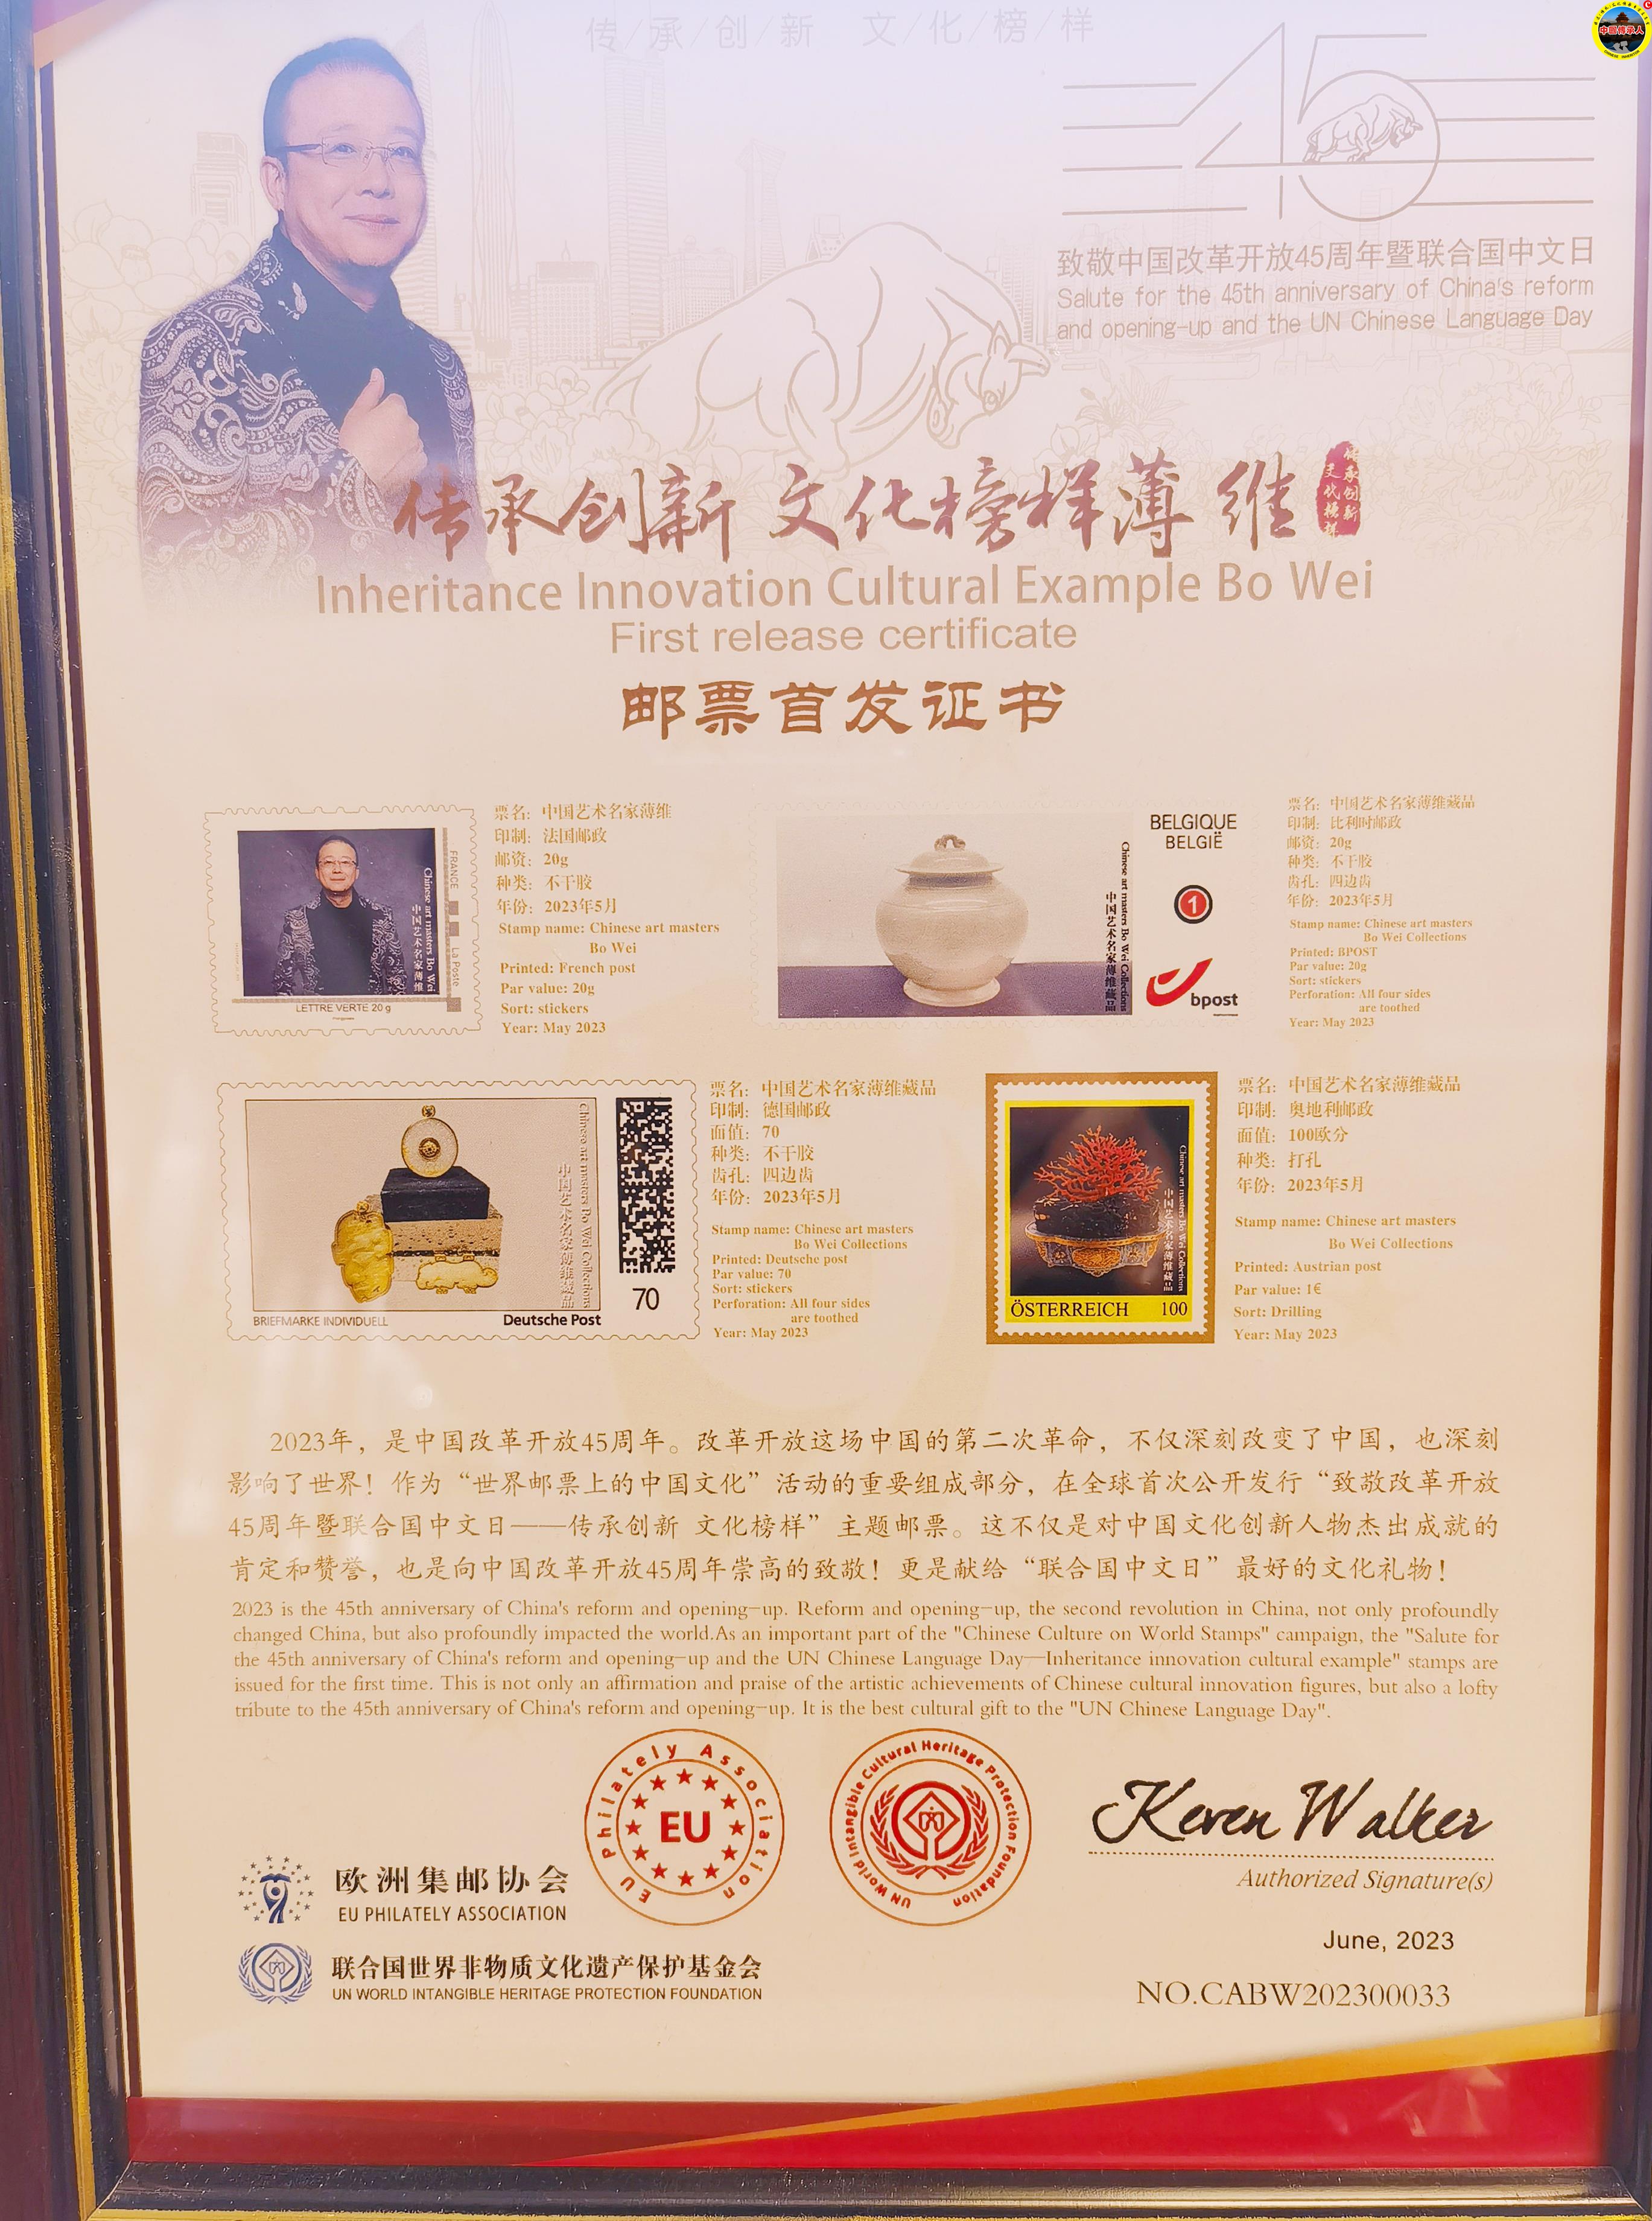 中国传承人
传/承/创/新 文/化/榜/样
45
致敬中国改革开放45周年暨联合国中文日
Salute for the 45th anniversary of China's reform
and opening-up and the UN Chinese Language Day
传承创新 文化榜样薄维
传承创新
文化榜样
Inheritance Innovation Cultural Example Bo Wei
First release certificate
邮票首发证书
FRANCE
La Poste
Chinese art masters Bo Wei
中国艺术名家薄维
LETTRE VERTE 20 g
票名：中国艺术名家薄维
印制：法国邮政
邮资：20g
种类：不干胶
年份：2023年5月
Stamp name: Chinese art masters
Bo Wei
Printed: French post
Par value: 20g
Sort: stickers
Year: May 2023
Chinese art masters Bo Wei Collections
中国艺术名家薄维藏品
BELGIQUE
BELGIË
1
bpost
票名：中国艺术名家薄维藏品
印制：比利时邮政
邮资：20g
种类：不干胶
齿孔：四边齿
年份：2023年5月
Stamp name: Chinese art masters
Bo Wei Collections
Printed: BPOST
Par value: 20g
Sort: stickers
Perforation: All four sides
are toothed
Year: May 2023
Chinese art masters Bo Wei Collections
中国艺术名家薄维藏品
70
BRIEFMARKE INDIVIDUELL
Deutsche Post
票名：中国艺术名家薄维藏品
印制：德国邮政
面值：70
种类：不干胶
齿孔：四边齿
年份：2023年5月
Stamp name: Chinese art masters
Bo Wei Collections
Printed: Deutsche post
Par value: 70
Sort: stickers
Perforation: All four sides
are toothed
Year: May 2023
Chinese art masters Bo Wei Collections
中国艺术名家薄维藏品
ÖSTERREICH 100
票名：中国艺术名家薄维藏品
印制：奥地利邮政
面值：100欧分
种类：打孔
年份：2023年5月
Stamp name: Chinese art masters
Bo Wei Collections
Printed: Austrian post
Par value: 1€
Sort: Drilling
Year: May 2023
2023年，是中国改革开放45周年。改革开放这场中国的第二次革命，不仅深刻改变了中国，也深刻
影响了世界！作为“世界邮票上的中国文化”活动的重要组成部分，在全球首次公开发行“致敬改革开放
45周年暨联合国中文日——传承创新 文化榜样”主题邮票。这不仅是对中国文化创新人物杰出成就的
肯定和赞誉，也是向中国改革开放45周年崇高的致敬！更是献给“联合国中文日”最好的文化礼物！
2023 is the 45th anniversary of China's reform and opening-up. Reform and opening-up, the second revolution in China, not only profoundly
changed China, but also profoundly impacted the world.As an important part of the "Chinese Culture on World Stamps" campaign, the "Salute for
the 45th anniversary of China's reform and opening-up and the UN Chinese Language Day—Inheritance innovation cultural example" stamps are
issued for the first time. This is not only an affirmation and praise of the artistic achievements of Chinese cultural innovation figures, but also a lofty
tribute to the 45th anniversary of China's reform and opening-up. It is the best cultural gift to the "UN Chinese Language Day".
EU Philately Association
EU
UN World Intangible Cultural Heritage Protection Foundation
Keven Walker
Authorized Signature(s)
欧洲集邮协会
EU PHILATELY ASSOCIATION
联合国世界非物质文化遗产保护基金会
UN WORLD INTANGIBLE HERITAGE PROTECTION FOUNDATION
June, 2023
NO.CABW202300033